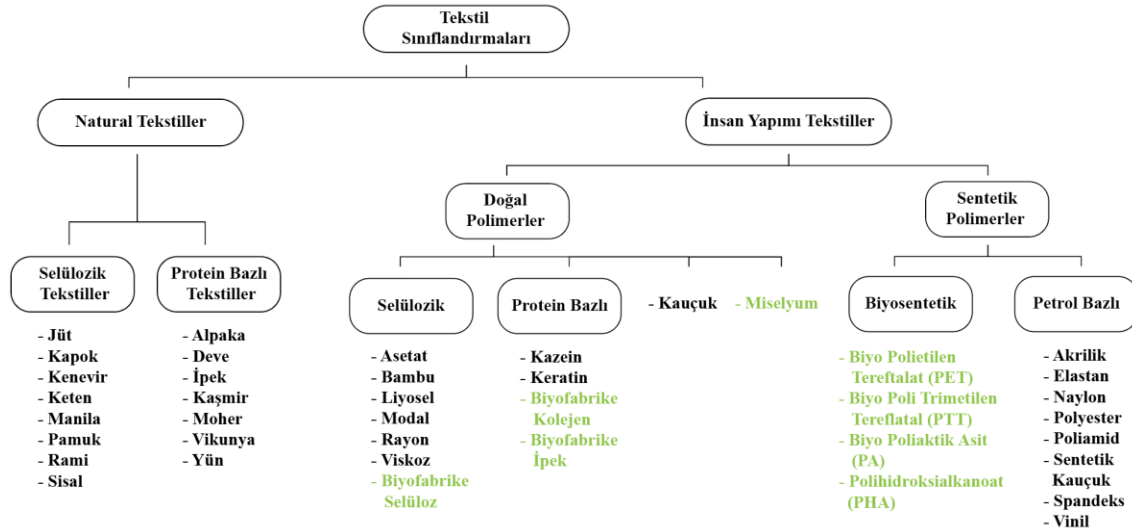 Tekstil
Sınıflandırmaları
Natural Tekstiller
İnsan Yapımı Tekstiller
Doğal
Polimerler
Sentetik
Polimerler
Selülozik
Tekstiller
Protein Bazlı
Tekstiller
Selülozik
Protein Bazlı
- Kauçuk
- Miselyum
Biyosentetik
Petrol Bazlı
- Jüt
- Kapok
- Kenevir
- Keten
- Manila
- Pamuk
- Rami
- Sisal
- Alpaka
- Deve
- İpek
- Kaşmir
- Moher
- Vikunya
- Yün
- Asetat
- Bambu
- Liyosel
- Modal
- Rayon
- Viskoz
- Biyofabrike
Selüloz
- Kazein
- Keratin
- Biyofabrike
Kolejen
- Biyofabrike
İpek
- Biyo Polietilen
Tereftalat (PET)
- Biyo Poli Trimetilen
Tereflatal (PTT)
- Biyo Poliaktik Asit
(PA)
- Polihidroksialkanoat
(PHA)
- Akrilik
- Elastan
- Naylon
- Polyester
- Poliamid
- Sentetik
Kauçuk
- Spandeks
- Vinil